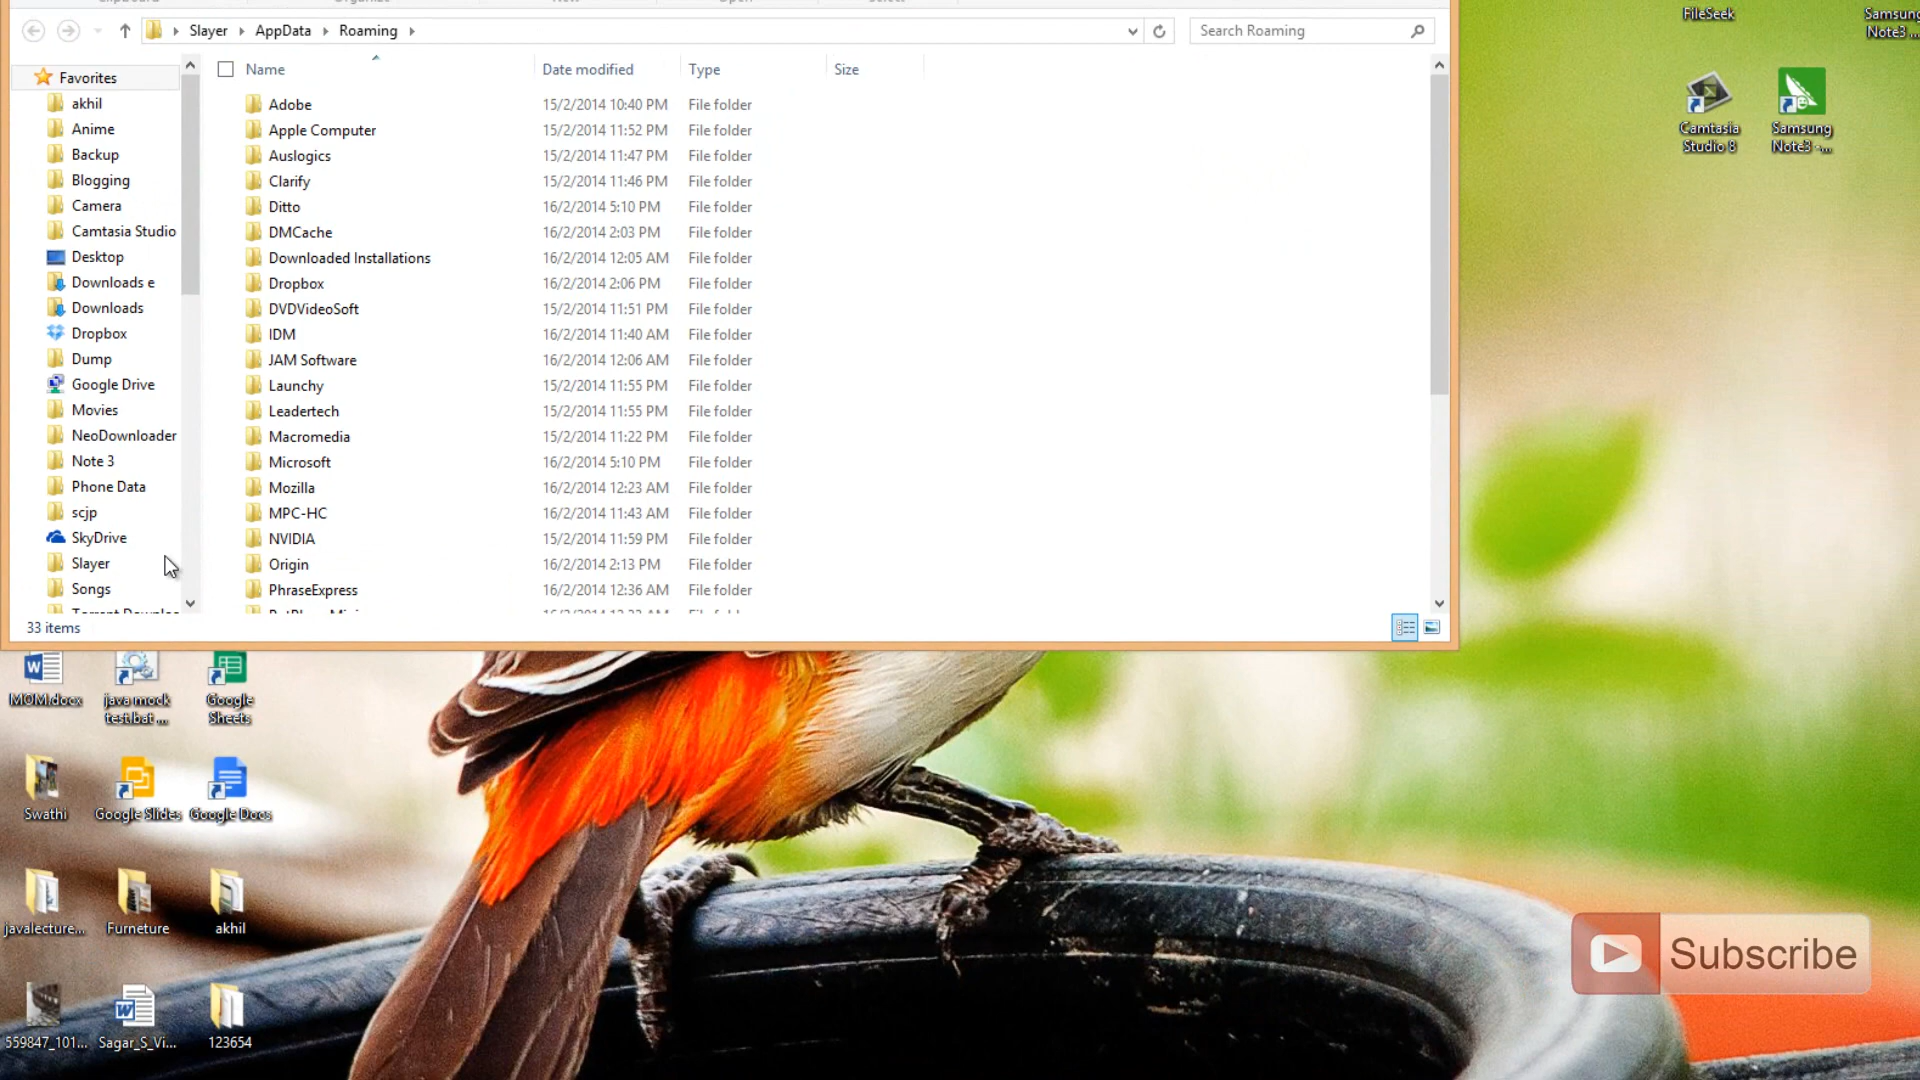 Clipboard Organize New Open Select
Slayer AppData Roaming
Search Roaming
Name Date modified Type Size
Favorites
akhil
Anime
Backup
Blogging
Camera
Camtasia Studio
Desktop
Downloads e
Downloads
Dropbox
Dump
Google Drive
Movies
NeoDownloader
Note 3
Phone Data
scjp
SkyDrive
Slayer
Songs
Adobe 15/2/2014 10:40 PM File folder
Apple Computer 15/2/2014 11:52 PM File folder
Auslogics 15/2/2014 11:47 PM File folder
Clarify 15/2/2014 11:46 PM File folder
Ditto 16/2/2014 5:10 PM File folder
DMCache 16/2/2014 2:03 PM File folder
Downloaded Installations 16/2/2014 12:05 AM File folder
Dropbox 16/2/2014 2:06 PM File folder
DVDVideoSoft 15/2/2014 11:51 PM File folder
IDM 16/2/2014 11:40 AM File folder
JAM Software 16/2/2014 12:06 AM File folder
Launchy 15/2/2014 11:55 PM File folder
Leadertech 15/2/2014 11:55 PM File folder
Macromedia 15/2/2014 11:22 PM File folder
Microsoft 16/2/2014 5:10 PM File folder
Mozilla 16/2/2014 12:23 AM File folder
MPC-HC 16/2/2014 11:43 AM File folder
NVIDIA 15/2/2014 11:59 PM File folder
Origin 16/2/2014 2:13 PM File folder
PhraseExpress 16/2/2014 12:36 AM File folder
33 items
FileSeek
Samsung
Note3 ...
Camtasia
Studio 8
Samsung
Note3 -...
MOM.docx
java mock
test.bat ...
Google
Sheets
Swathi
Google Slides
Google Docs
javalecture...
Furneture
akhil
559847_101...
Sagar_S_Vi...
123654
Subscribe